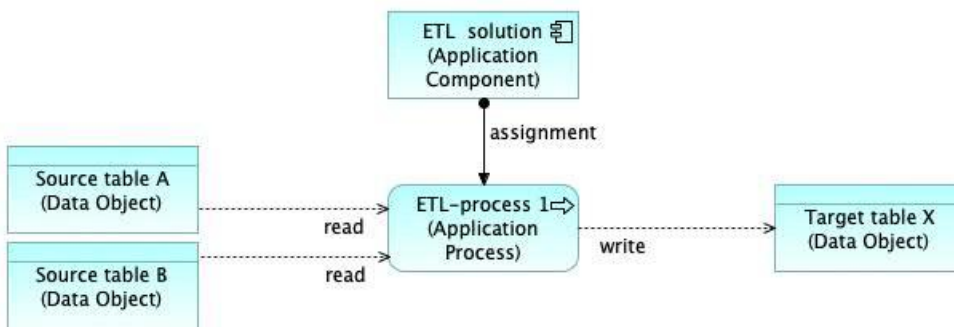 ETL solution
(Application
Component)
assignment
Source table A
(Data Object)
read
ETL-process 1
(Application
Process)
write
Target table X
(Data Object)
Source table B
(Data Object)
read